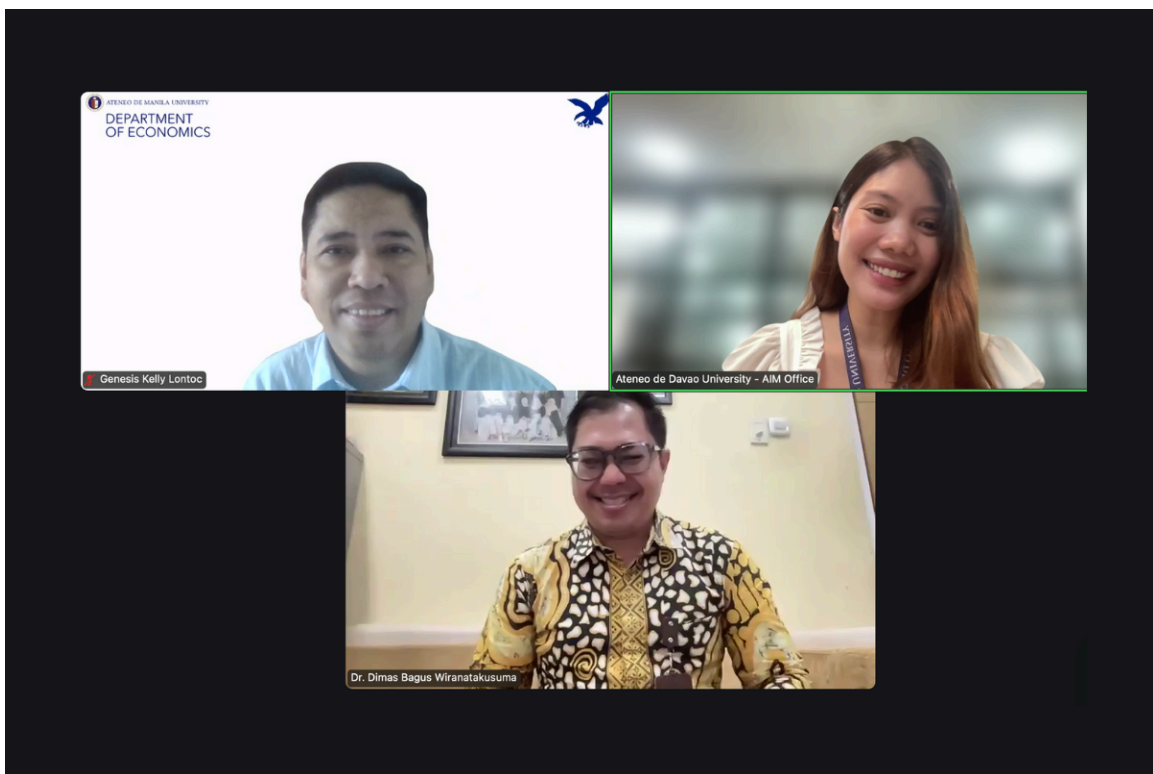 ATENEO DE MANILA UNIVERSITY
DEPARTMENT
OF ECONOMICS
Genesis Kelly Lontoc
Ateneo de Davao University - AIM Office
UNIVERSITY
Dr. Dimas Bagus Wiranatakusuma